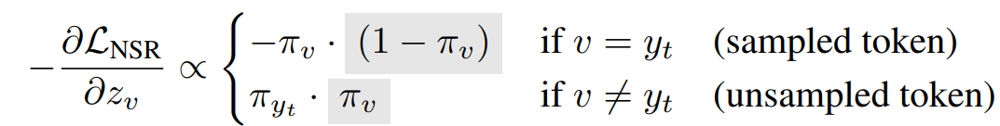 −∂L_NSR/∂z_v ∝ { −π_v · (1 − π_v) if v = y_t (sampled token)
π_{y_t} · π_v if v ≠ y_t (unsampled token)